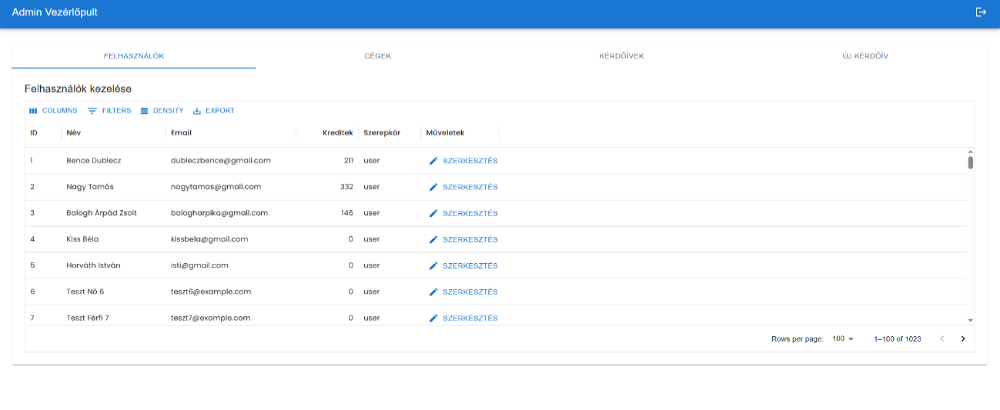 Admin Vezérlőpult
FELHASZNÁLÓK CÉGEK KÉRDŐÍVEK ÚJ KÉRDŐÍV
Felhasználók kezelése
COLUMNS FILTERS DENSITY EXPORT
ID Név Email Kreditek Szerepkör Műveletek
1 Bence Dublecz dubleczbence@gmail.com 211 user SZERKESZTÉS
2 Nagy Tamás nagytamas@gmail.com 332 user SZERKESZTÉS
3 Balogh Árpád Zsolt balogharpika@gmail.com 146 user SZERKESZTÉS
4 Kiss Béla kissbela@gmail.com 0 user SZERKESZTÉS
5 Horváth István isti@gmail.com 0 user SZERKESZTÉS
6 Teszt Nő 6 teszt6@example.com 0 user SZERKESZTÉS
7 Teszt Férfi 7 teszt7@example.com 0 user SZERKESZTÉS
Rows per page: 100 1–100 of 1023